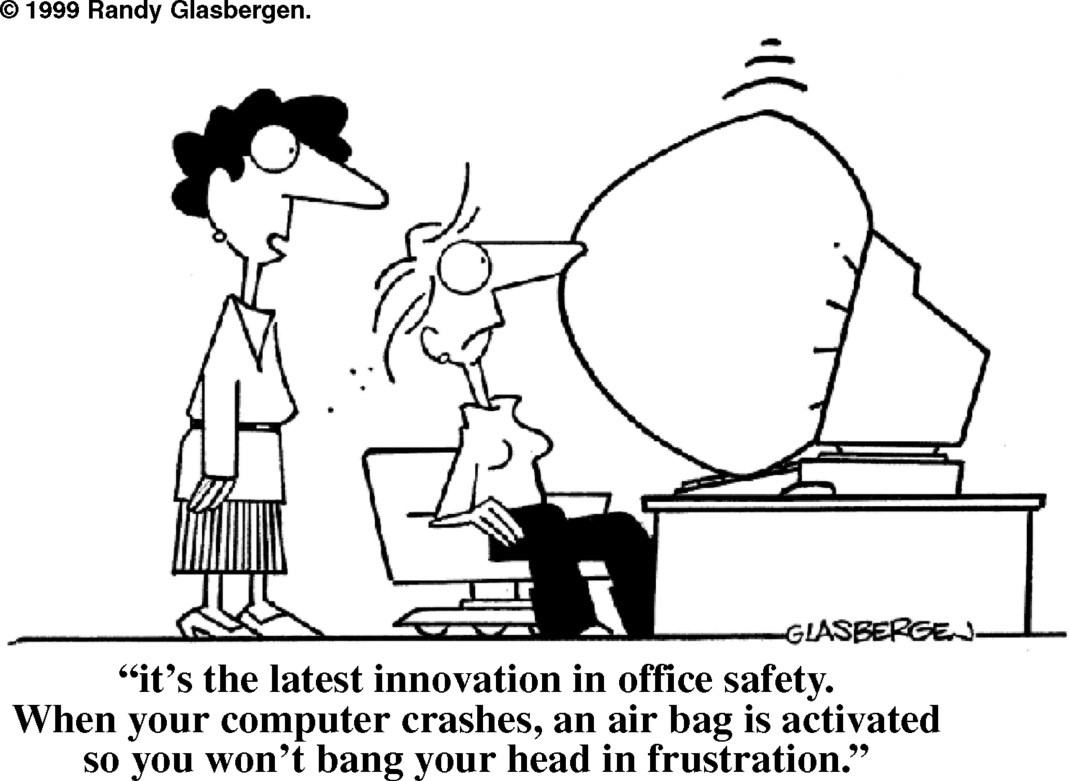 © 1999 Randy Glasbergen.
GLASBERGEN
“it’s the latest innovation in office safety.
When your computer crashes, an air bag is activated
so you won’t bang your head in frustration.”